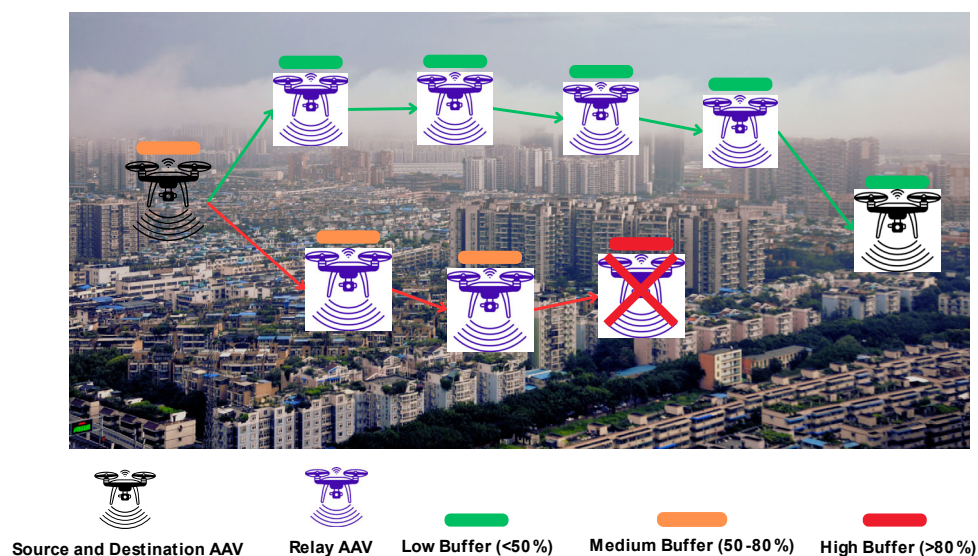 Source and Destination AAV
Relay AAV
Low Buffer (<50%)
Medium Buffer (50-80%)
High Buffer (>80%)